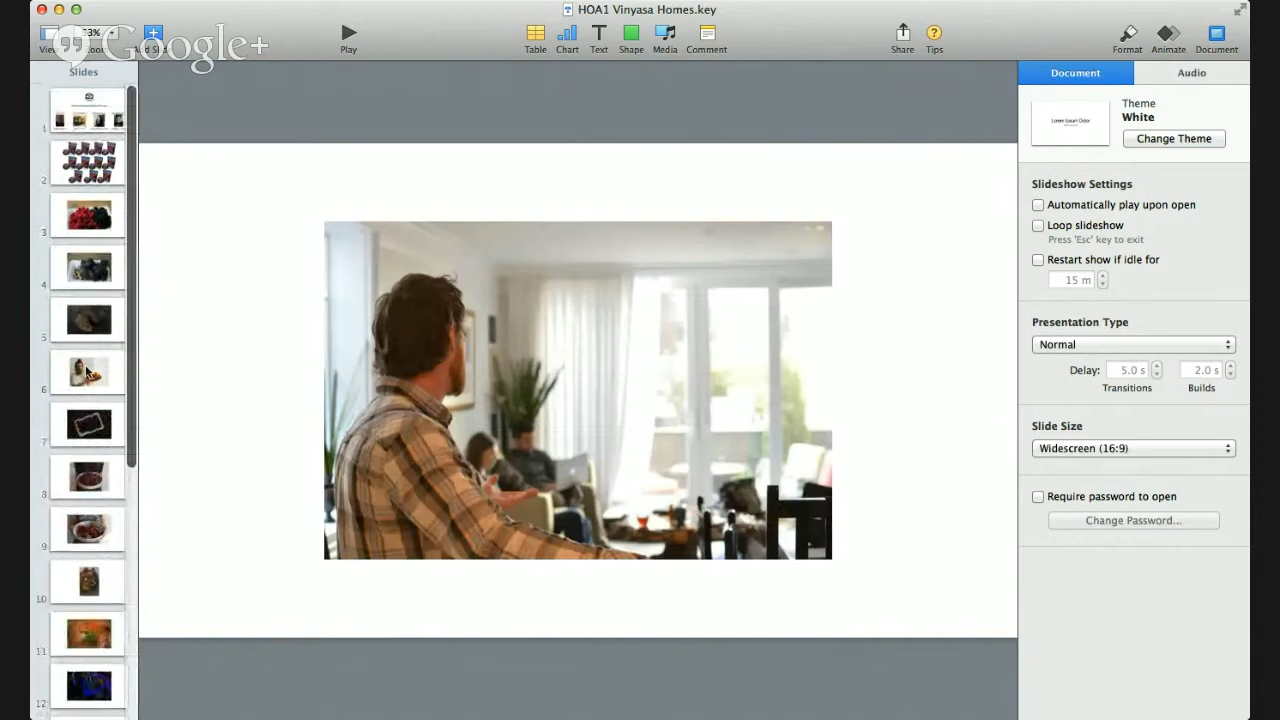 HOA1 Vinyasa Homes.key
Google+
Play
Table
Chart
Text
Shape
Media
Comment
Share
Tips
Format
Animate
Document
Slides
1
2
3
4
5
6
7
8
9
10
11
12
Document
Audio
Theme
White
Change Theme
Slideshow Settings
Automatically play upon open
Loop slideshow
Press 'Esc' key to exit
Restart show if idle for
15 m
Presentation Type
Normal
Delay:
5.0 s
2.0 s
Transitions
Builds
Slide Size
Widescreen (16:9)
Require password to open
Change Password...